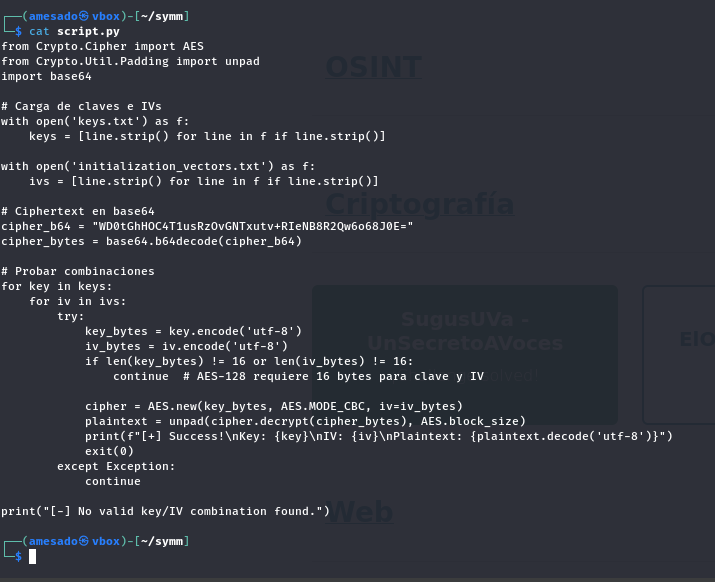 ┌──(amesado㉿vbox)-[~/symm]
└─$ cat script.py
from Crypto.Cipher import AES
from Crypto.Util.Padding import unpad
import base64

# Carga de claves e IVs
with open('keys.txt') as f:
    keys = [line.strip() for line in f if line.strip()]

with open('initialization_vectors.txt') as f:
    ivs = [line.strip() for line in f if line.strip()]

# Ciphertext en base64
cipher_b64 = "WD0tGhHOC4T1usRzOvGNTxutv+RIeNB8R2Qw6o68J0E="
cipher_bytes = base64.b64decode(cipher_b64)

# Probar combinaciones
for key in keys:
    for iv in ivs:
        try:
            key_bytes = key.encode('utf-8')
            iv_bytes = iv.encode('utf-8')
            if len(key_bytes) != 16 or len(iv_bytes) != 16:
                continue  # AES-128 requiere 16 bytes para clave y IV

            cipher = AES.new(key_bytes, AES.MODE_CBC, iv=iv_bytes)
            plaintext = unpad(cipher.decrypt(cipher_bytes), AES.block_size)
            print(f"[+] Success!\nKey: {key}\nIV: {iv}\nPlaintext: {plaintext.decode('utf-8')}")
            exit(0)
        except Exception:
            continue

print("[-] No valid key/IV combination found.")

┌──(amesado㉿vbox)-[~/symm]
└─$
OSINT
Criptografía
SugusUVa -
UnSecretoAVoces
Web